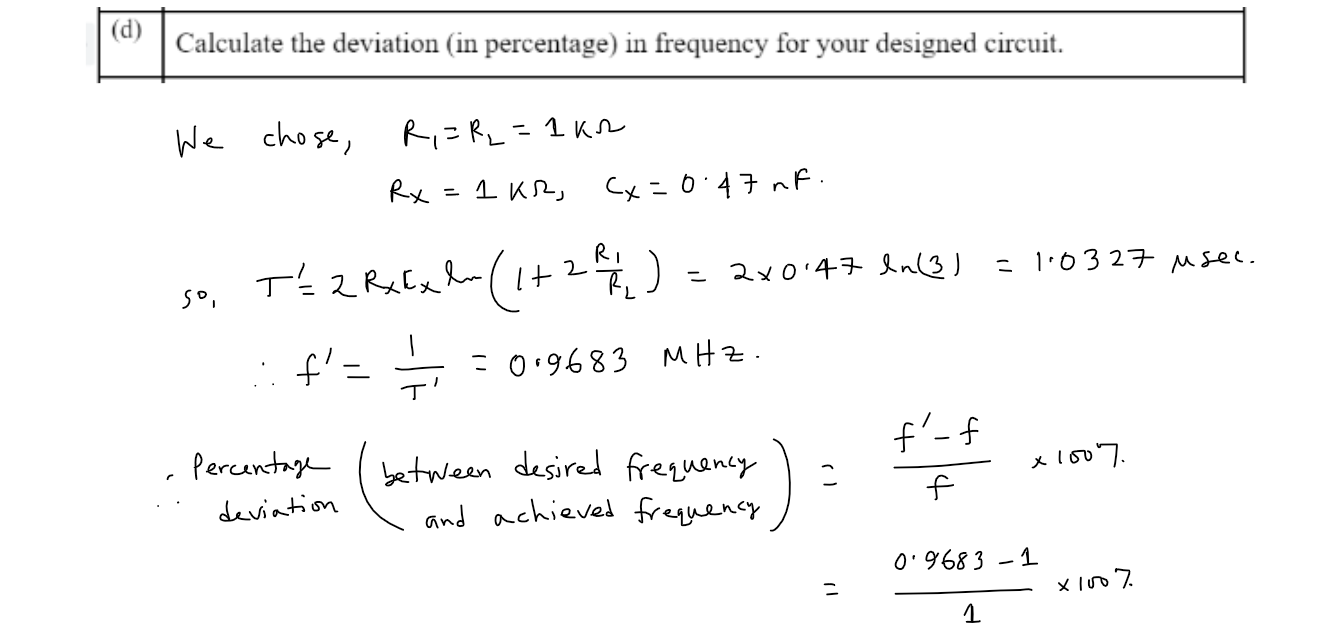 (d) Calculate the deviation (in percentage) in frequency for your designed circuit.
We chose, R₁ = R₂ = 1 KΩ
Rx = 1 KΩ, Cx = 0.47 nF.
so, T' = 2 RxCx ln(1 + 2 R₁/R₂) = 2 × 0.47 ln(3) = 1.0327 μsec.
∴ f' = 1/T' = 0.9683 MHz.
∴ Percentage deviation (between desired frequency and achieved frequency) = (f' - f)/f × 100%
= (0.9683 - 1)/1 × 100%